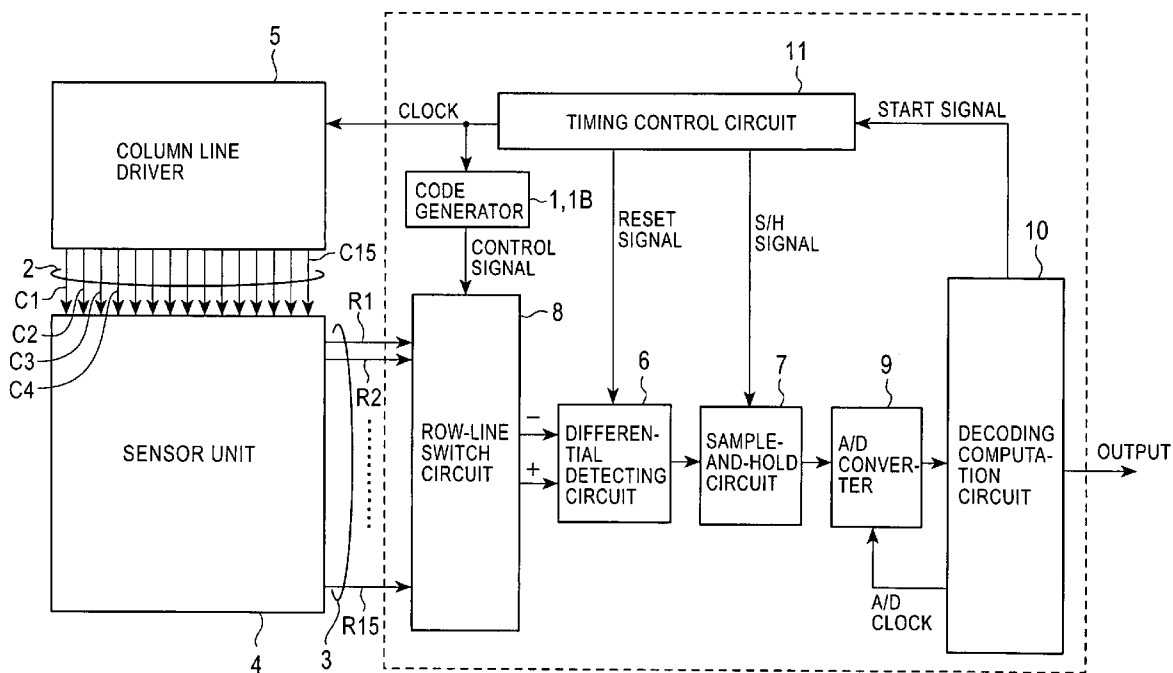 5
11
COLUMN LINE
DRIVER
CLOCK
TIMING CONTROL CIRCUIT
START SIGNAL
CODE
GENERATOR
1,1B
RESET
SIGNAL
S/H
SIGNAL
CONTROL
SIGNAL
10
C15
2
C1
C2
C3
C4
R1
R2
R15
8
6
7
9
SENSOR UNIT
ROW-LINE
SWITCH
CIRCUIT
−
+
DIFFEREN-
TIAL
DETECTING
CIRCUIT
SAMPLE-
AND-HOLD
CIRCUIT
A/D
CONVER-
TER
DECODING
COMPUTA-
TION
CIRCUIT
OUTPUT
A/D
CLOCK
4
3